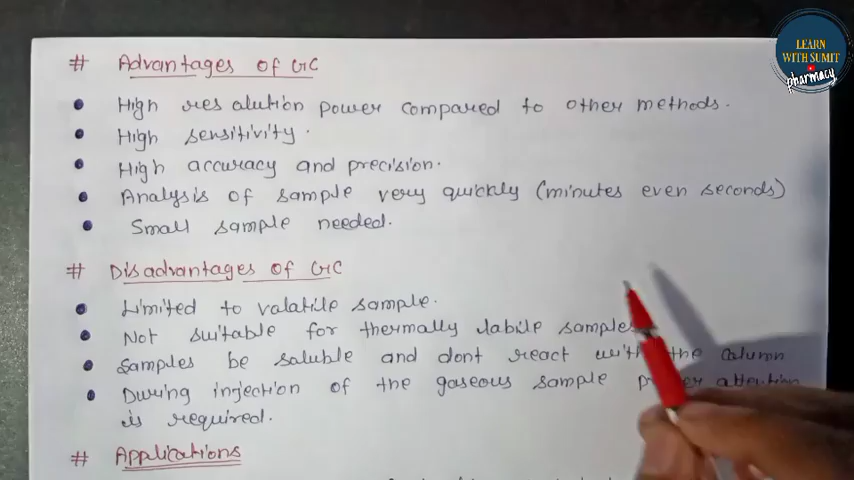 LEARN
WITH SUMIT
pharmacy
# Advantages of GC
• High resolution power compared to other methods.
• High sensitivity.
• High accuracy and precision.
• Analysis of sample very quickly (minutes even seconds)
• Small sample needed.
# Disadvantages of GC
• Limited to volatile sample.
• Not suitable for thermally labile samples
• Samples be soluble and dont react with the column
• During injection of the gaseous sample proper attention
is required.
# Applications